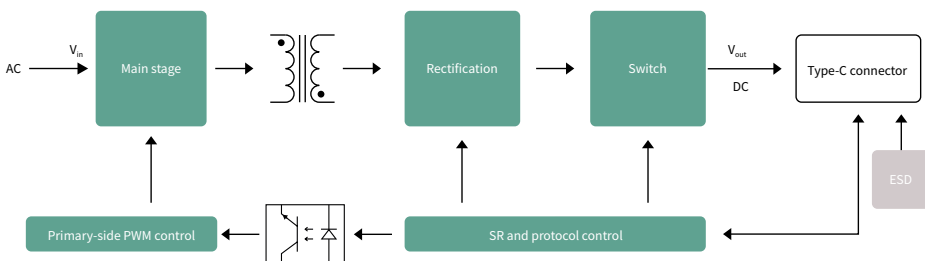 AC
Vin
Main stage
Rectification
Switch
Vout
DC
Type-C connector
ESD
Primary-side PWM control
SR and protocol control